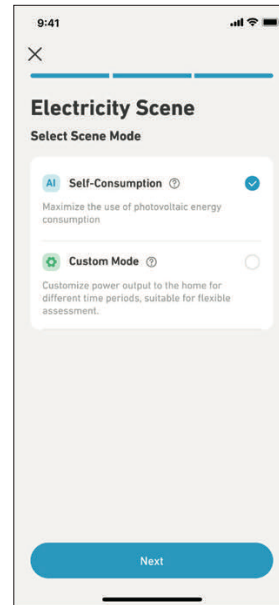 9:41
Electricity Scene
Select Scene Mode
AI Self-Consumption ?
Maximize the use of photovoltaic energy
consumption
Custom Mode ?
Customize power output to the home for
different time periods, suitable for flexible
assessment.
Next